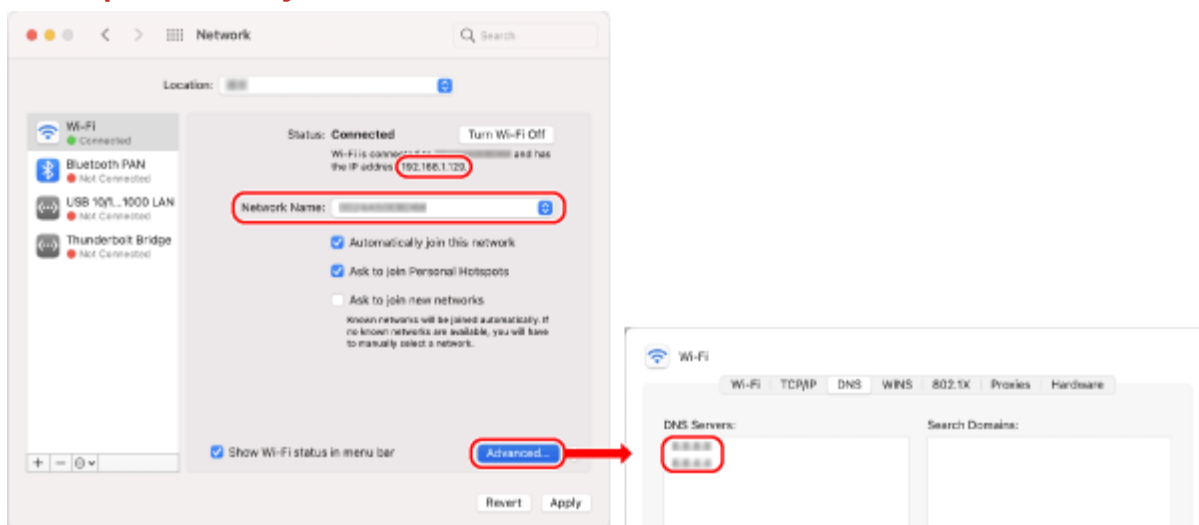 Network
Search
Location:
Wi-Fi
Connected
Bluetooth PAN
Not Connected
USB 10/1...1000 LAN
Not Connected
Thunderbolt Bridge
Not Connected
Status: Connected
Turn Wi-Fi Off
Wi-Fi is connected to and has
the IP address 192.168.1.120.
Network Name:
Automatically join this network
Ask to join Personal Hotspots
Ask to join new networks
Known networks will be joined automatically. If
no known networks are available, you will have
to manually select a network.
Show Wi-Fi status in menu bar
Advanced...
Revert
Apply
Wi-Fi
Wi-Fi TCP/IP DNS WINS 802.1X Proxies Hardware
DNS Servers:
Search Domains: